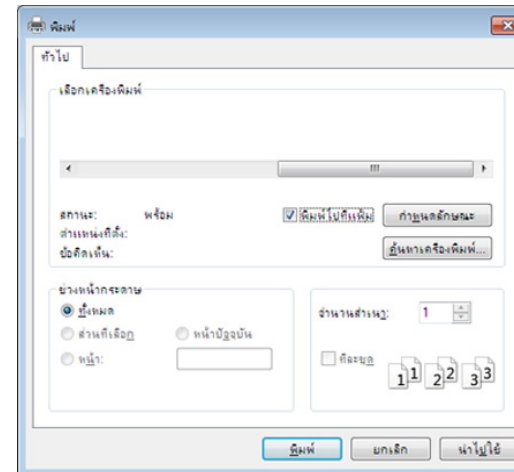 พิมพ์
ทั่วไป
เลือกเครื่องพิมพ์
สถานะ: พร้อม
พิมพ์ไปที่แฟ้ม
กำหนดลักษณะ
ตำแหน่งที่ตั้ง:
ข้อคิดเห็น:
ค้นหาเครื่องพิมพ์...
ช่วงหน้ากระดาษ
ทั้งหมด
ส่วนที่เลือก
หน้าปัจจุบัน
หน้า:
จำนวนสำเนา: 1
ทีละชุด
11 22 33
พิมพ์ ยกเลิก นำไปใช้